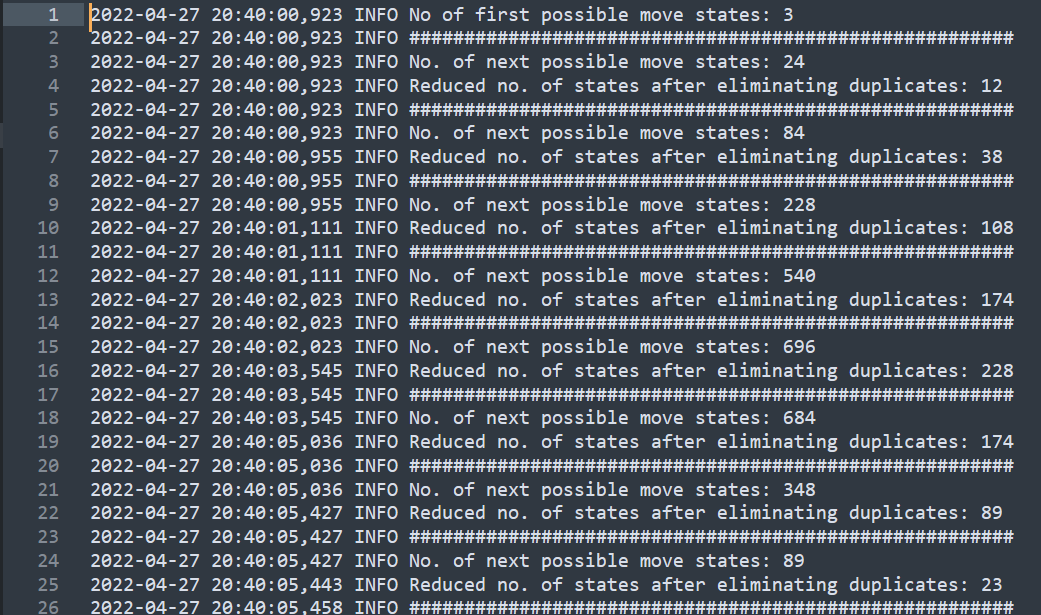 1 2022-04-27 20:40:00,923 INFO No of first possible move states: 3
2 2022-04-27 20:40:00,923 INFO #######################################################
3 2022-04-27 20:40:00,923 INFO No. of next possible move states: 24
4 2022-04-27 20:40:00,923 INFO Reduced no. of states after eliminating duplicates: 12
5 2022-04-27 20:40:00,923 INFO #######################################################
6 2022-04-27 20:40:00,923 INFO No. of next possible move states: 84
7 2022-04-27 20:40:00,955 INFO Reduced no. of states after eliminating duplicates: 38
8 2022-04-27 20:40:00,955 INFO #######################################################
9 2022-04-27 20:40:00,955 INFO No. of next possible move states: 228
10 2022-04-27 20:40:01,111 INFO Reduced no. of states after eliminating duplicates: 108
11 2022-04-27 20:40:01,111 INFO #######################################################
12 2022-04-27 20:40:01,111 INFO No. of next possible move states: 540
13 2022-04-27 20:40:02,023 INFO Reduced no. of states after eliminating duplicates: 174
14 2022-04-27 20:40:02,023 INFO #######################################################
15 2022-04-27 20:40:02,023 INFO No. of next possible move states: 696
16 2022-04-27 20:40:03,545 INFO Reduced no. of states after eliminating duplicates: 228
17 2022-04-27 20:40:03,545 INFO #######################################################
18 2022-04-27 20:40:03,545 INFO No. of next possible move states: 684
19 2022-04-27 20:40:05,036 INFO Reduced no. of states after eliminating duplicates: 174
20 2022-04-27 20:40:05,036 INFO #######################################################
21 2022-04-27 20:40:05,036 INFO No. of next possible move states: 348
22 2022-04-27 20:40:05,427 INFO Reduced no. of states after eliminating duplicates: 89
23 2022-04-27 20:40:05,427 INFO #######################################################
24 2022-04-27 20:40:05,427 INFO No. of next possible move states: 89
25 2022-04-27 20:40:05,443 INFO Reduced no. of states after eliminating duplicates: 23
26 2022-04-27 20:40:05,458 INFO #######################################################